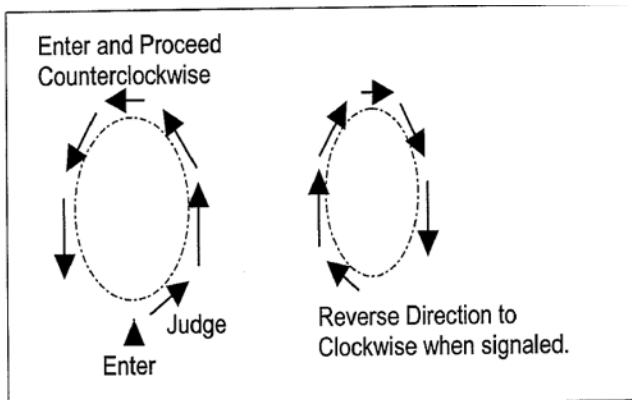 Enter and Proceed
Counterclockwise
Judge
Enter
Reverse Direction to
Clockwise when signaled.